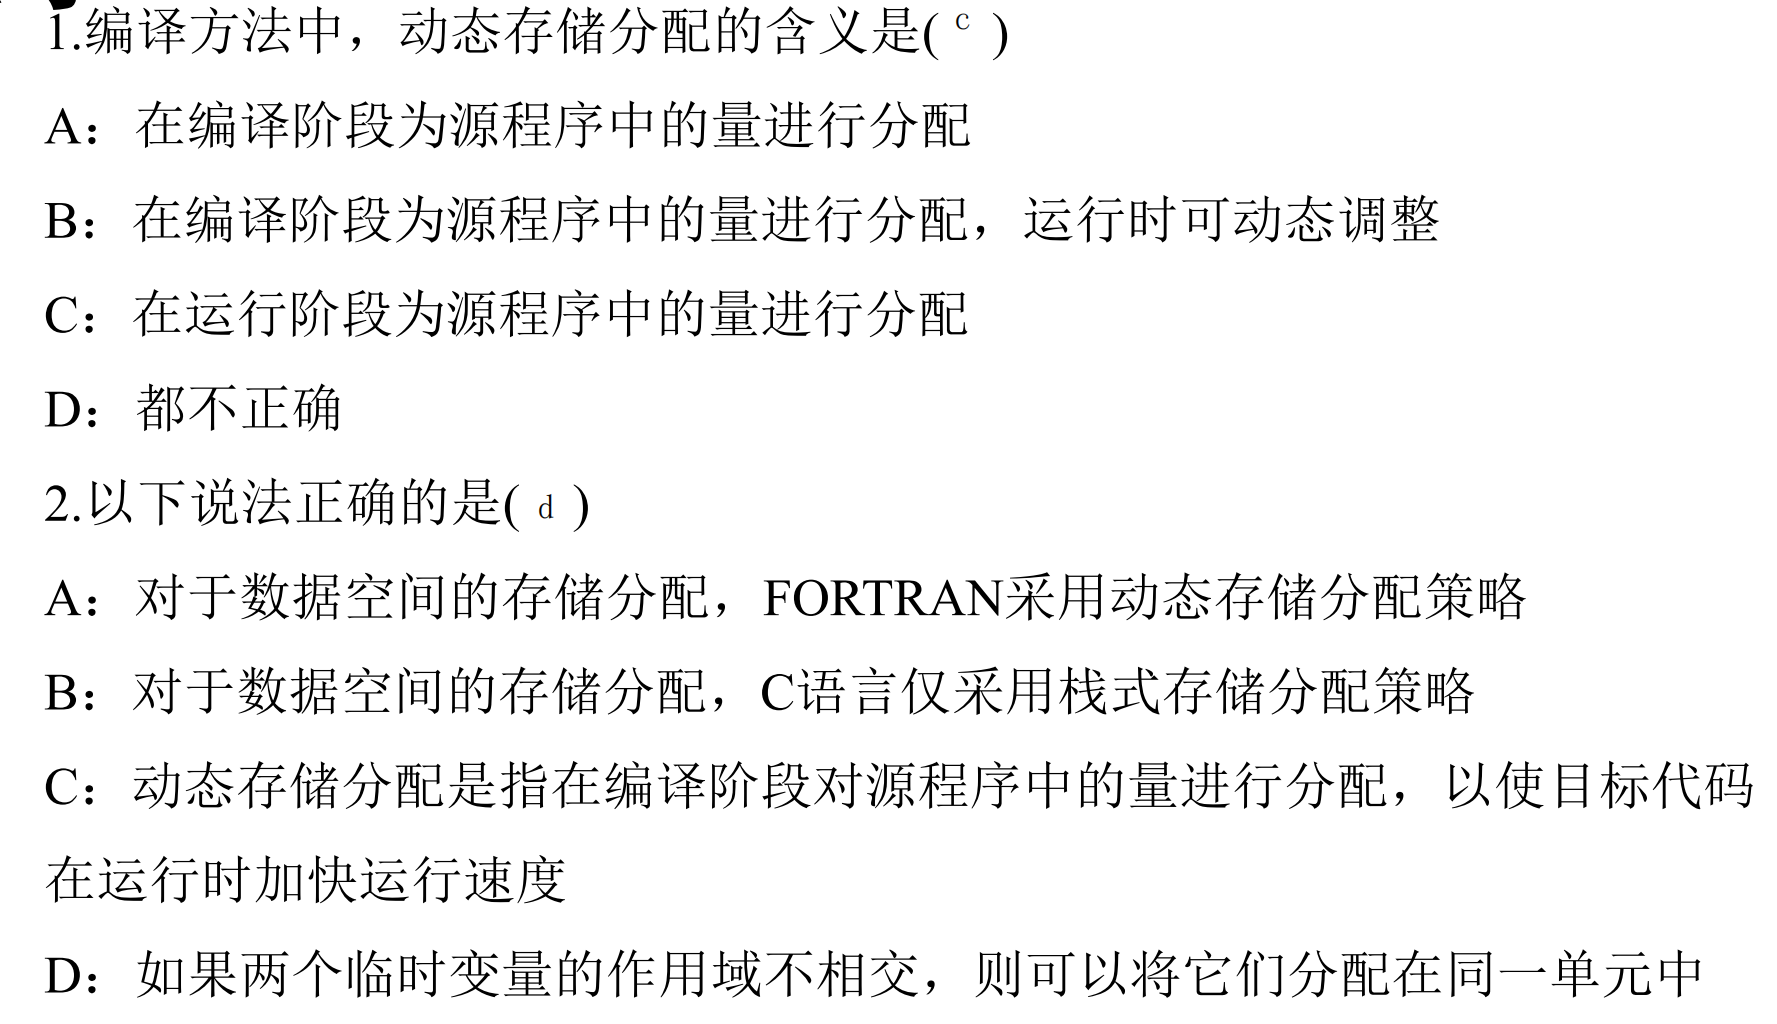 1.编译方法中，动态存储分配的含义是( c )
A：在编译阶段为源程序中的量进行分配
B：在编译阶段为源程序中的量进行分配，运行时可动态调整
C：在运行阶段为源程序中的量进行分配
D：都不正确
2.以下说法正确的是( d )
A：对于数据空间的存储分配，FORTRAN采用动态存储分配策略
B：对于数据空间的存储分配，C语言仅采用栈式存储分配策略
C：动态存储分配是指在编译阶段对源程序中的量进行分配，以使目标代码
在运行时加快运行速度
D：如果两个临时变量的作用域不相交，则可以将它们分配在同一单元中